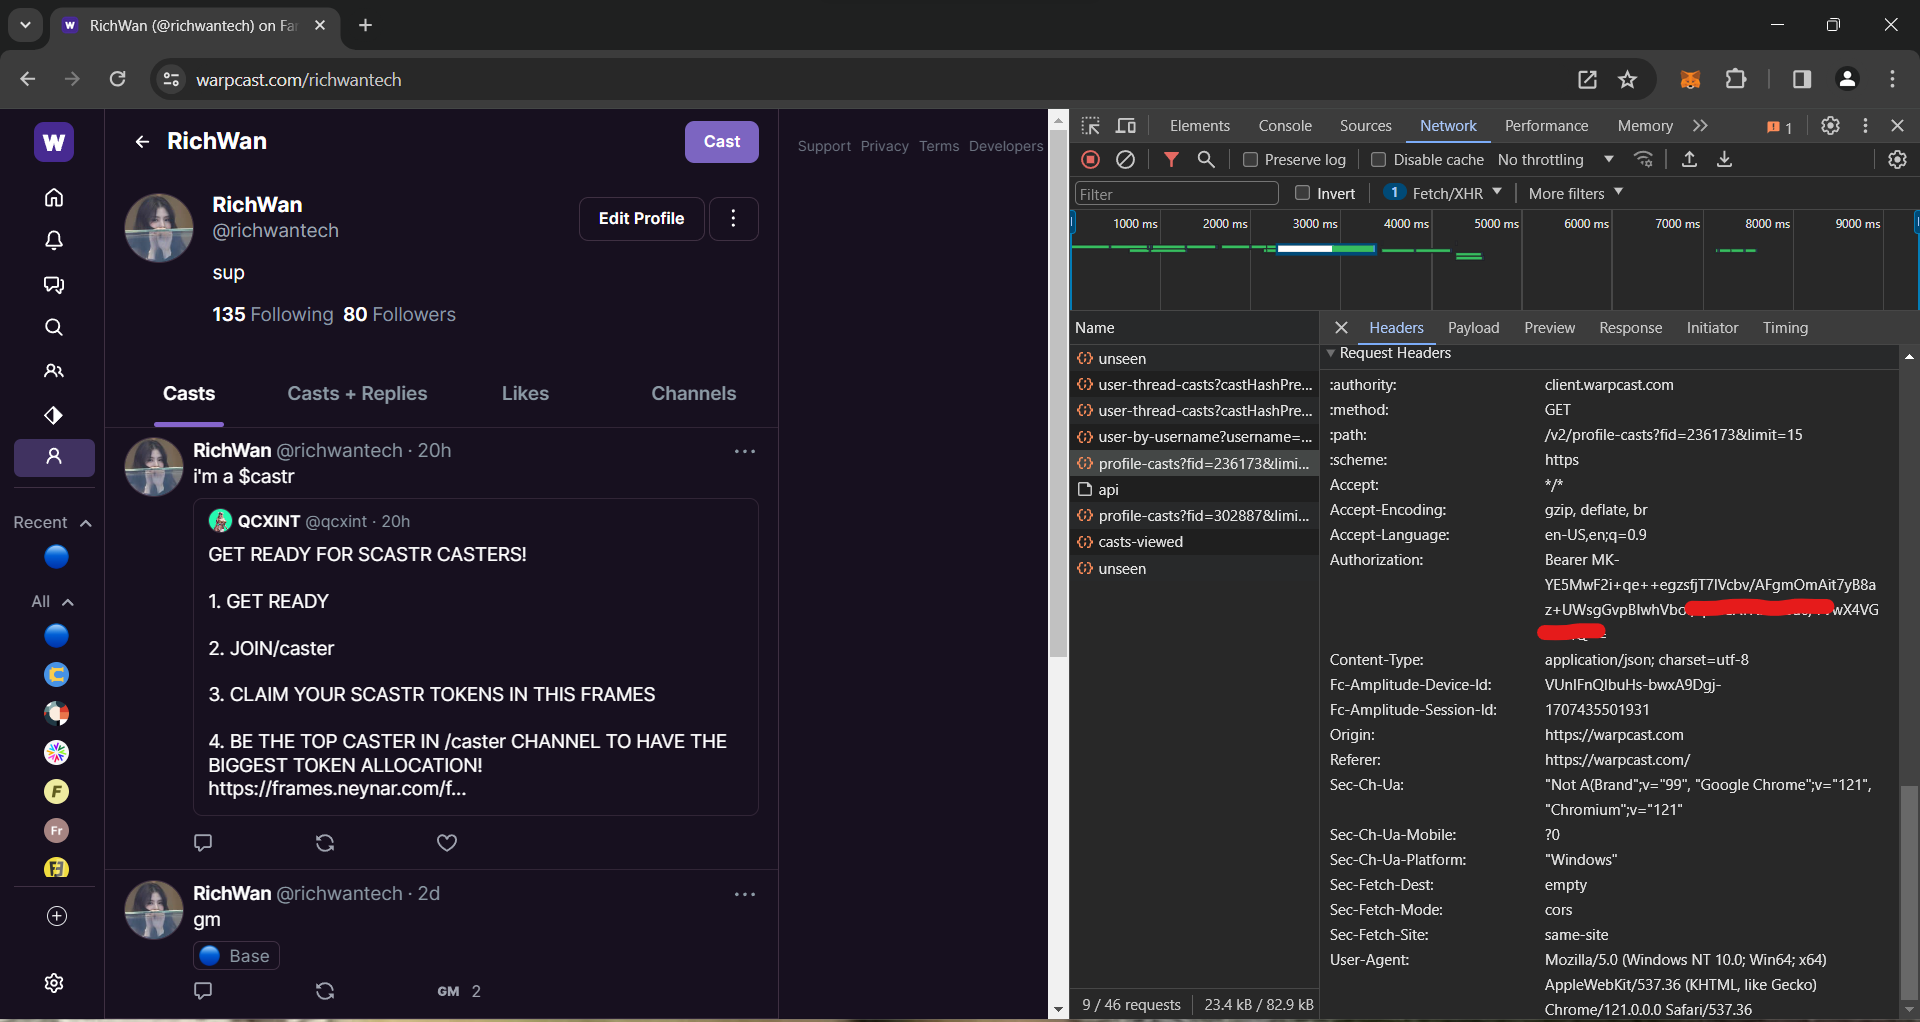 RichWan (@richwantech) on Far
warpcast.com/richwantech
W
RichWan
Cast
Support Privacy Terms Developers
RichWan
@richwantech
Edit Profile
sup
135 Following 80 Followers
Casts
Casts + Replies
Likes
Channels
RichWan @richwantech · 20h
i'm a $castr
QCXINT @qcxint · 20h
GET READY FOR SCASTR CASTERS!
1. GET READY
2. JOIN/caster
3. CLAIM YOUR SCASTR TOKENS IN THIS FRAMES
4. BE THE TOP CASTER IN /caster CHANNEL TO HAVE THE
BIGGEST TOKEN ALLOCATION!
https://frames.neynar.com/f...
RichWan @richwantech · 2d
gm
Base
GM 2
Recent
All
F
Fr
Elements
Console
Sources
Network
Performance
Memory
1
Preserve log
Disable cache
No throttling
Filter
Invert
1 Fetch/XHR
More filters
1000 ms
2000 ms
3000 ms
4000 ms
5000 ms
6000 ms
7000 ms
8000 ms
9000 ms
Name
unseen
user-thread-casts?castHashPre...
user-thread-casts?castHashPre...
user-by-username?username=...
profile-casts?fid=236173&limi...
api
profile-casts?fid=302887&limi...
casts-viewed
unseen
9 / 46 requests
23.4 kB / 82.9 kB
Headers
Payload
Preview
Response
Initiator
Timing
Request Headers
:authority: client.warpcast.com
:method: GET
:path: /v2/profile-casts?fid=236173&limit=15
:scheme: https
Accept: */*
Accept-Encoding: gzip, deflate, br
Accept-Language: en-US,en;q=0.9
Authorization: Bearer MK-
YE5MwF2i+qe++egzsfjT7IVcbv/AFgmOmAit7yB8a
z+UWsgGvpBIwhVbo wX4VG
Content-Type: application/json; charset=utf-8
Fc-Amplitude-Device-Id: VUnIFnQIbuHs-bwxA9Dgj-
Fc-Amplitude-Session-Id: 1707435501931
Origin: https://warpcast.com
Referer: https://warpcast.com/
Sec-Ch-Ua: "Not A(Brand";v="99", "Google Chrome";v="121",
"Chromium";v="121"
Sec-Ch-Ua-Mobile: ?0
Sec-Ch-Ua-Platform: "Windows"
Sec-Fetch-Dest: empty
Sec-Fetch-Mode: cors
Sec-Fetch-Site: same-site
User-Agent: Mozilla/5.0 (Windows NT 10.0; Win64; x64)
AppleWebKit/537.36 (KHTML, like Gecko)
Chrome/121.0.0.0 Safari/537.36